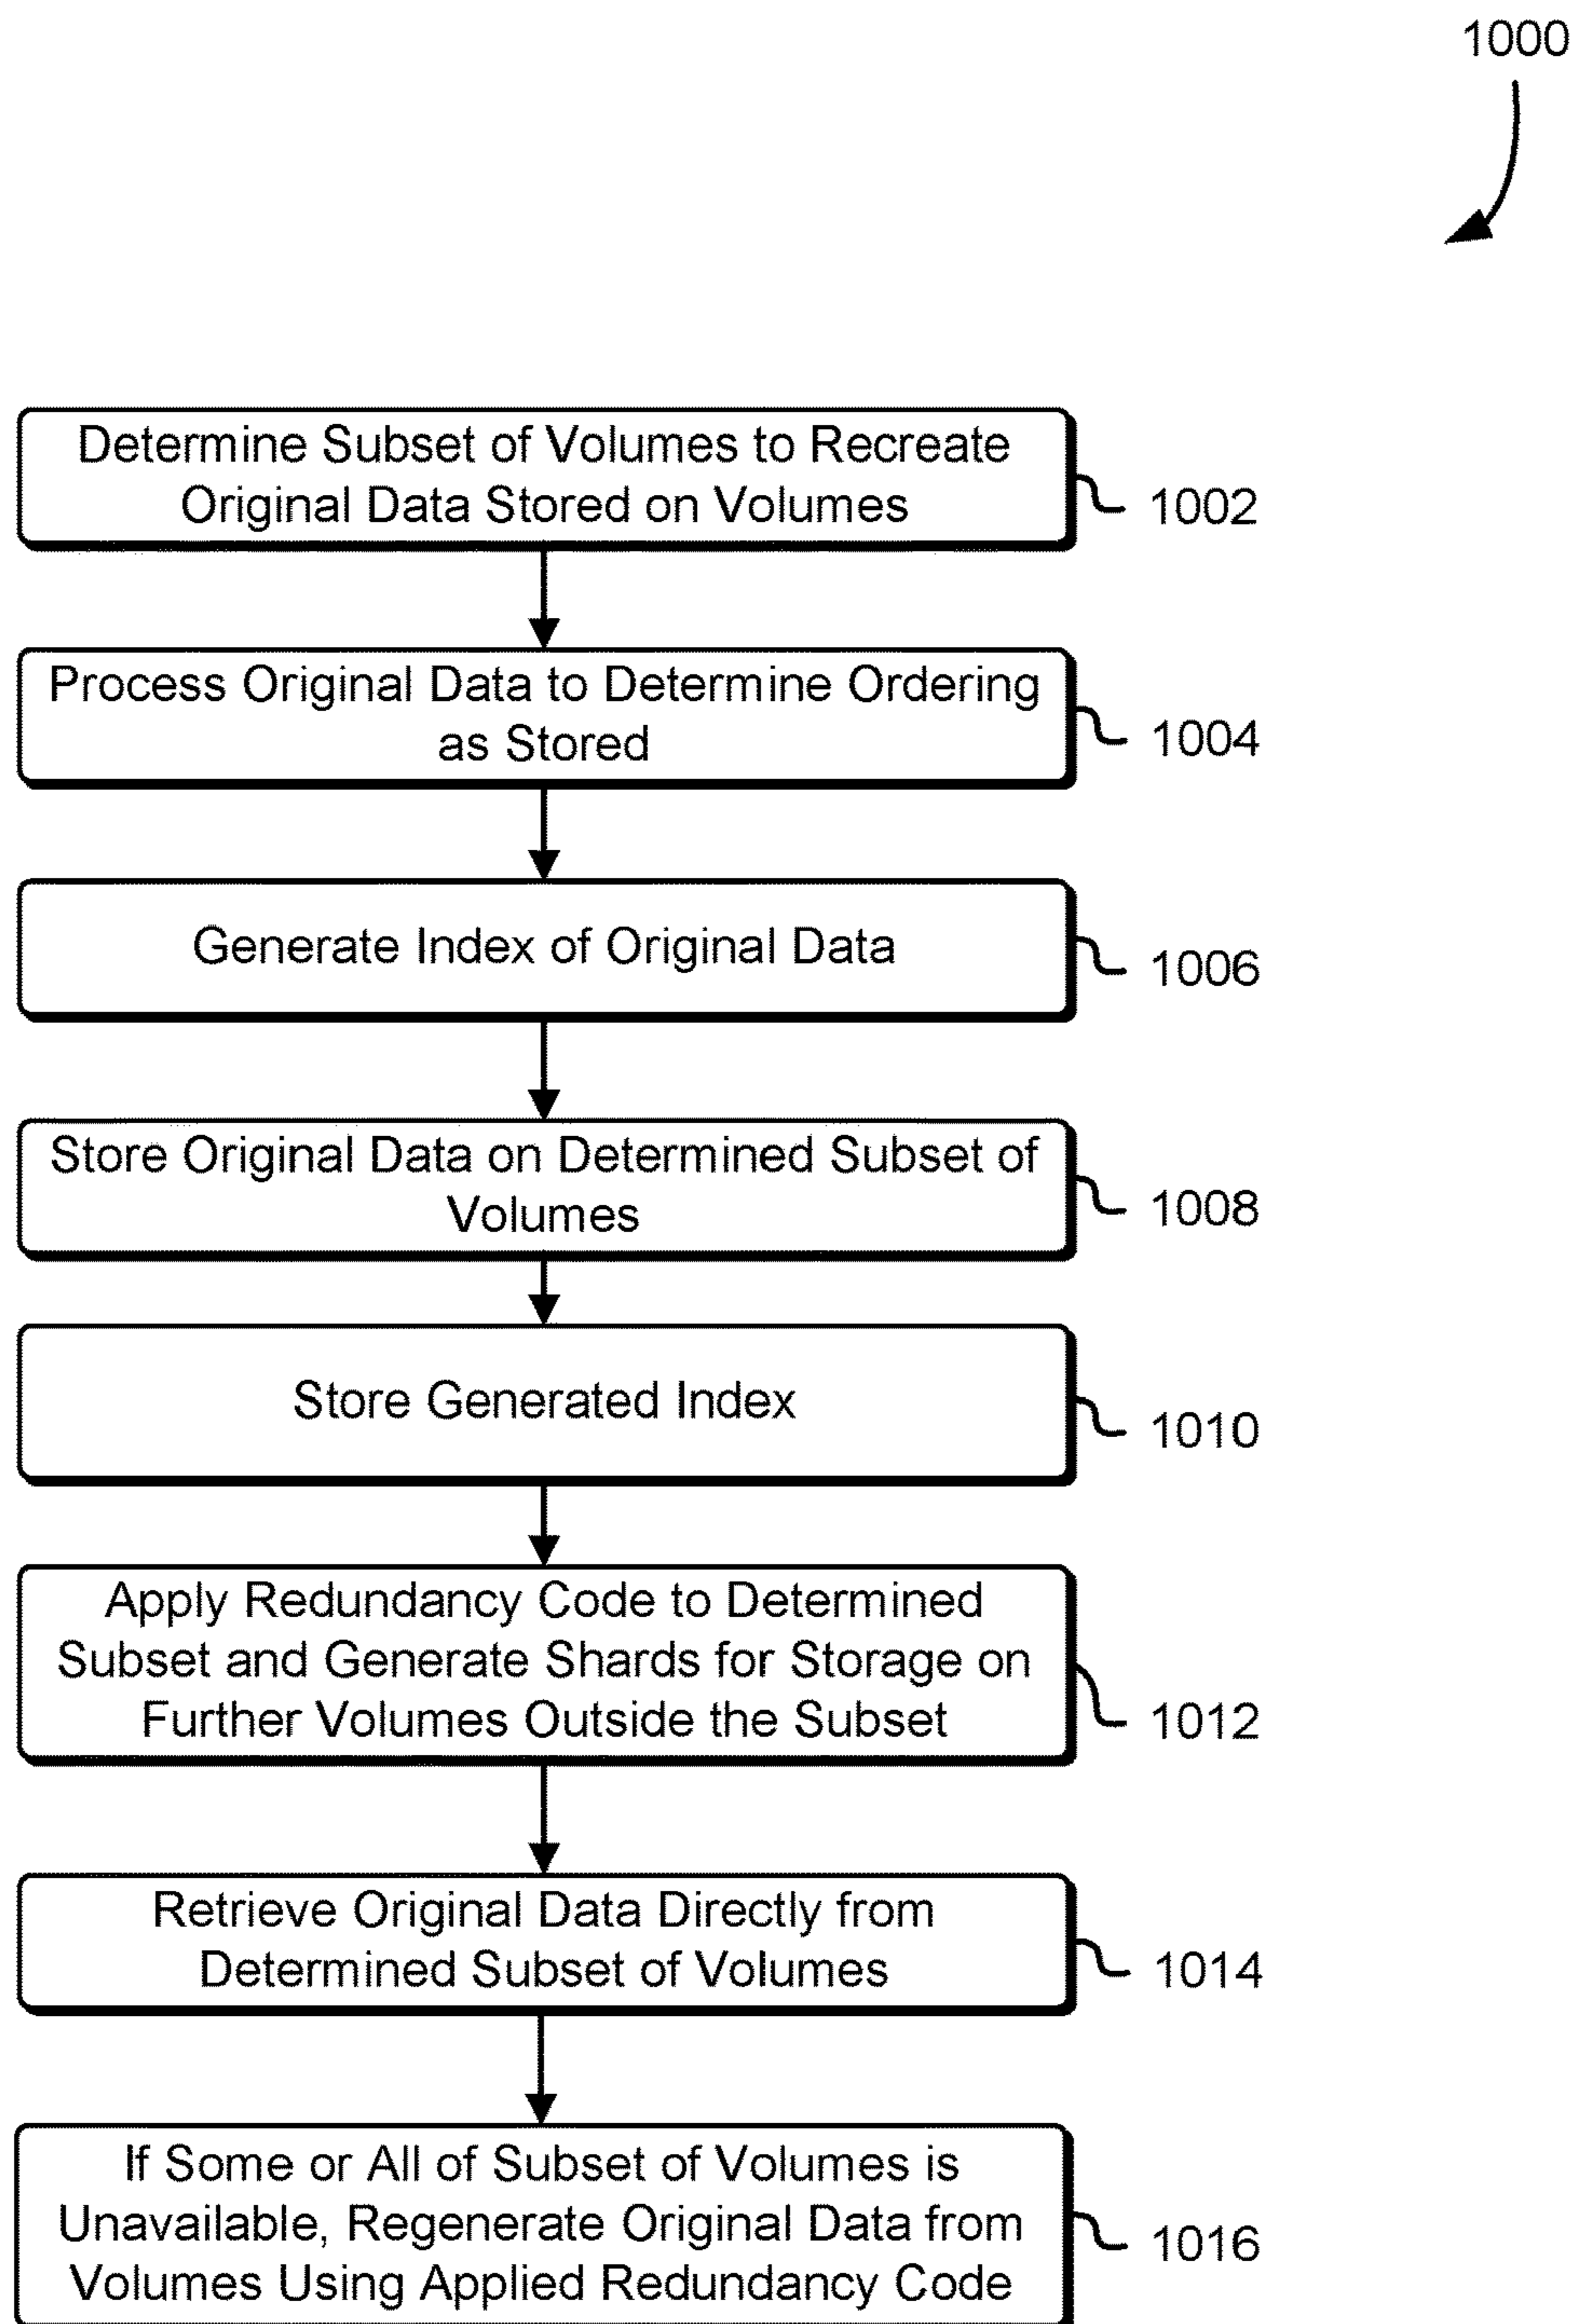 1000
Determine Subset of Volumes to Recreate
Original Data Stored on Volumes
1002
Process Original Data to Determine Ordering
as Stored
1004
Generate Index of Original Data
1006
Store Original Data on Determined Subset of
Volumes
1008
Store Generated Index
1010
Apply Redundancy Code to Determined
Subset and Generate Shards for Storage on
Further Volumes Outside the Subset
1012
Retrieve Original Data Directly from
Determined Subset of Volumes
1014
If Some or All of Subset of Volumes is
Unavailable, Regenerate Original Data from
Volumes Using Applied Redundancy Code
1016